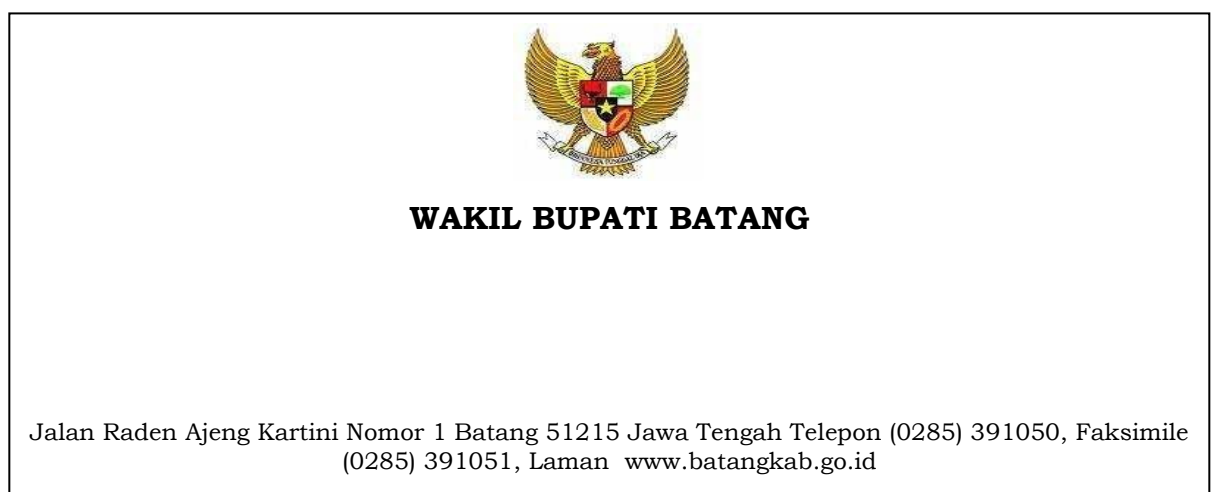 WAKIL BUPATI BATANG
Jalan Raden Ajeng Kartini Nomor 1 Batang 51215 Jawa Tengah Telepon (0285) 391050, Faksimile
(0285) 391051, Laman www.batangkab.go.id